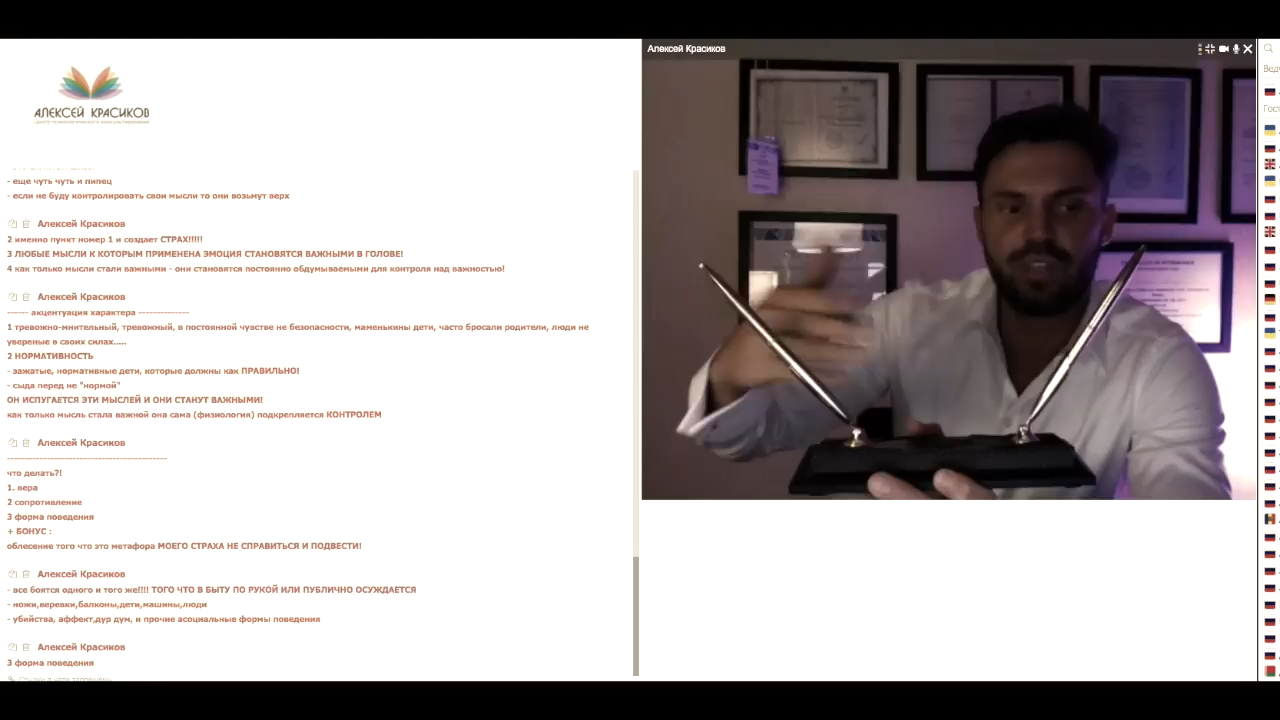 АЛЕКСЕЙ КРАСИКОВ
- еще чуть чуть и пипец
- если не буду контролировать свои мысли то они возьмут верх
Алексей Красиков
2 именно пункт номер 1 и создает СТРАХ!!!!!
3 ЛЮБЫЕ МЫСЛИ К КОТОРЫМ ПРИМЕНЕНА ЭМОЦИЯ СТАНОВЯТСЯ ВАЖНЫМИ В ГОЛОВЕ!
4 как только мысли стали важными - они становятся постоянно обдумываемыми для контроля над важностью!
Алексей Красиков
------ акцентуация характера --------------
1 тревожно-мнительный, тревожный, в постоянной чувстве не безопасности, маменькины дети, часто бросали родители, люди не
увереные в своих силах.....
2 НОРМАТИВНОСТЬ
- зажатые, нормативные дети, которые должны как ПРАВИЛЬНО!
- сыда перед не "нормой"
ОН ИСПУГАЕТСЯ ЭТИ МЫСЛЕЙ И ОНИ СТАНУТ ВАЖНЫМИ!
как только мысль стала важной она сама (физиология) подкрепляется КОНТРОЛЕМ
Алексей Красиков
--------------------------------------------
что делать?!
1. вера
2 сопротивление
3 форма поведения
+ БОНУС :
облесение того что это метафора МОЕГО СТРАХА НЕ СПРАВИТЬСЯ И ПОДВЕСТИ!
Алексей Красиков
- все боятся одного и того же!!!! ТОГО ЧТО В БЫТУ ПО РУКОЙ ИЛИ ПУБЛИЧНО ОСУЖДАЕТСЯ
- ножи,веревки,балконы,дети,машины,люди
- убийства, аффект,дур дум, и прочие асоциальные формы поведения
Алексей Красиков
3 форма поведения
Алексей Красиков